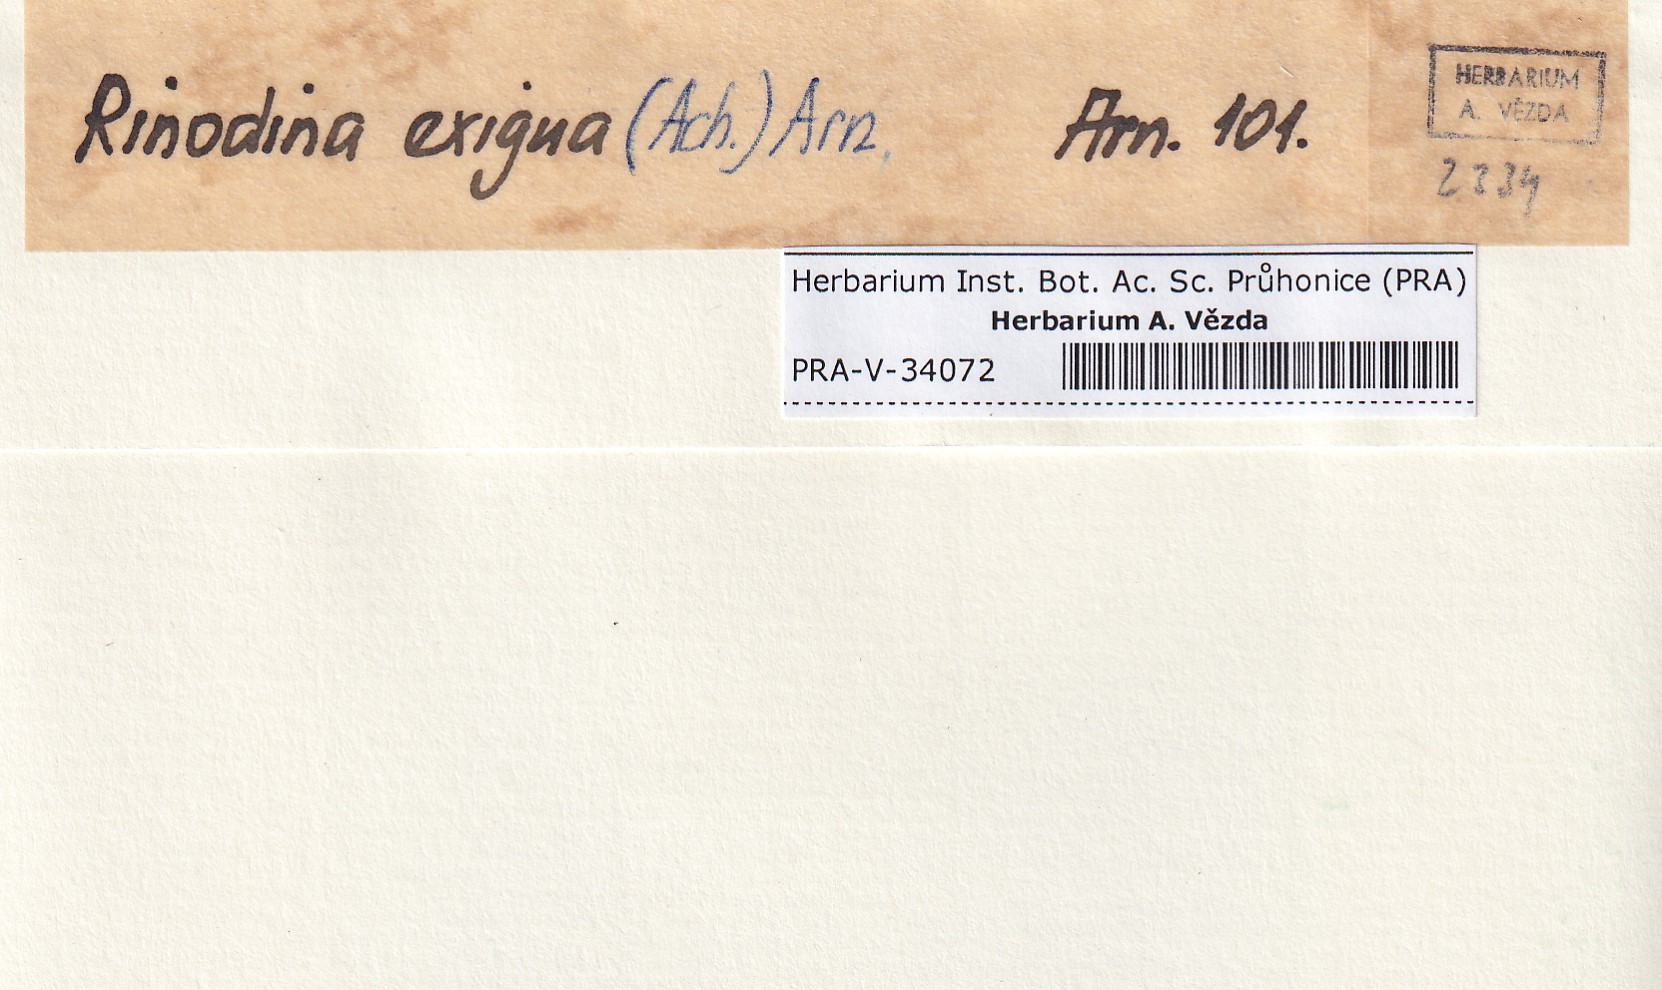 Rinodina exigua (Ach.) Arn. Arn. 101.
HERBARIUM
A. VĚZDA
2334
Herbarium Inst. Bot. Ac. Sc. Průhonice (PRA)
Herbarium A. Vězda
PRA-V-34072